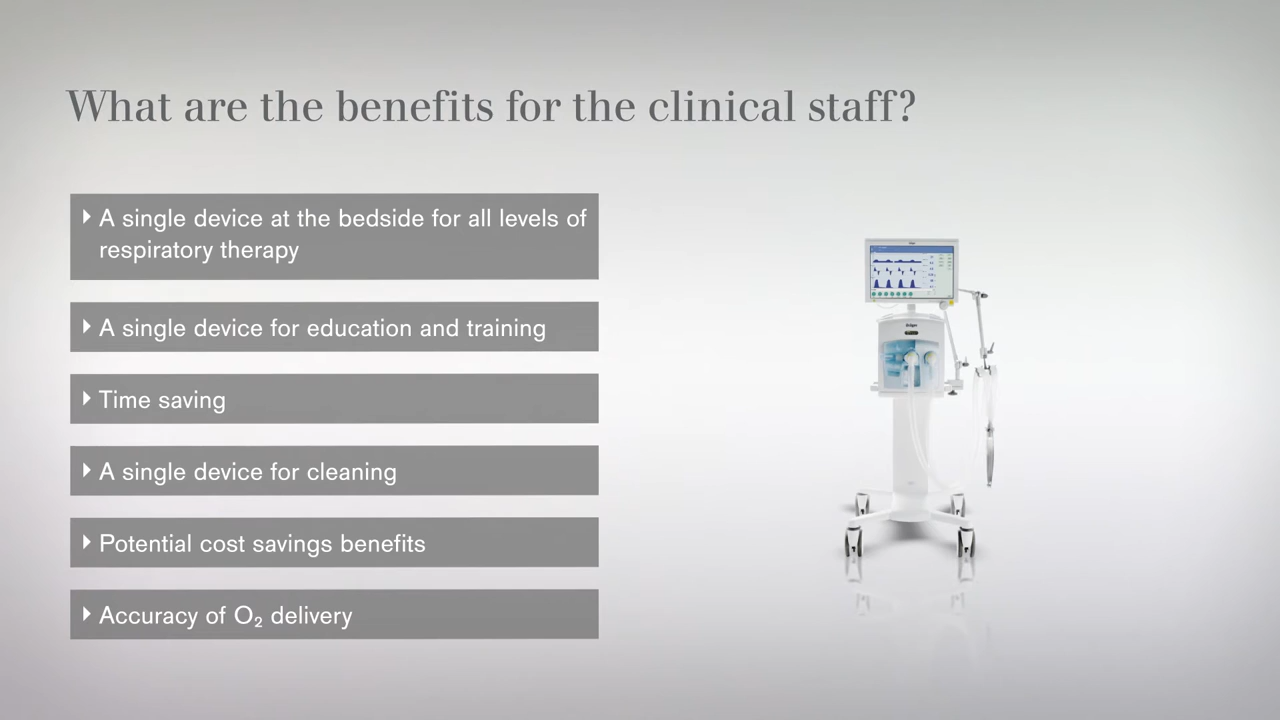 What are the benefits for the clinical staff?
A single device at the bedside for all levels of
respiratory therapy
A single device for education and training
Time saving
A single device for cleaning
Potential cost savings benefits
Accuracy of O₂ delivery
Dräger